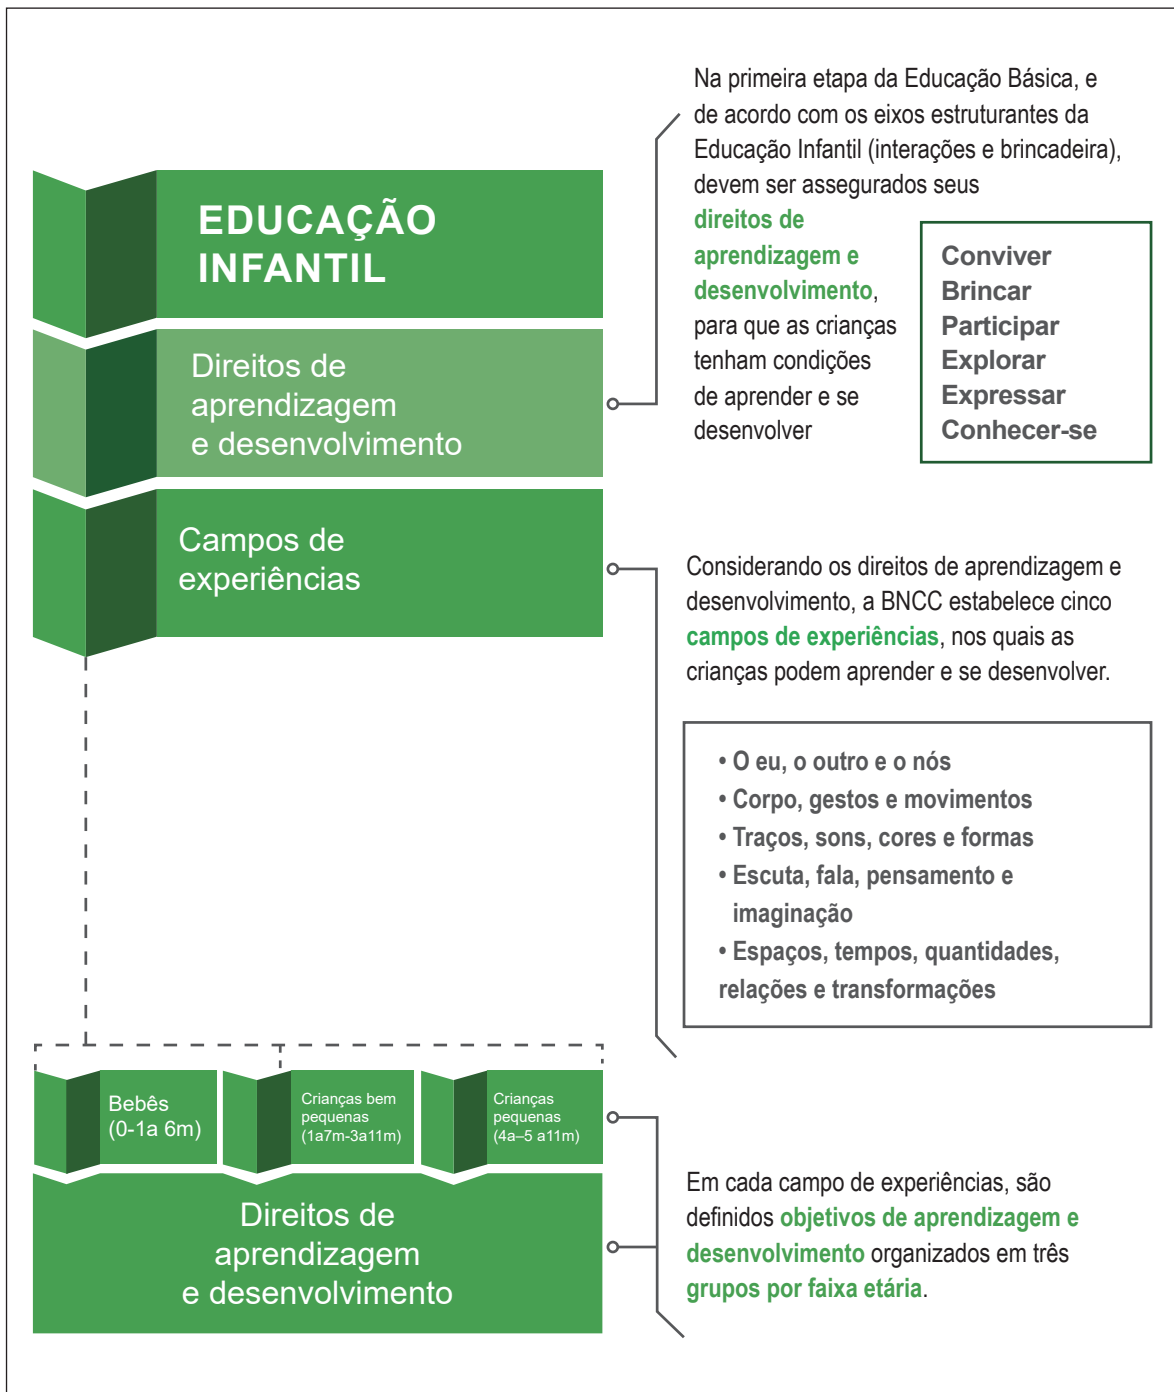 Na primeira etapa da Educação Básica, e
de acordo com os eixos estruturantes da
Educação Infantil (interações e brincadeira),
devem ser assegurados seus
direitos de
aprendizagem e
desenvolvimento,
para que as crianças
tenham condições
de aprender e se
desenvolver
Conviver
Brincar
Participar
Explorar
Expressar
Conhecer-se
EDUCAÇÃO
INFANTIL
Direitos de
aprendizagem
e desenvolvimento
Campos de
experiências
Considerando os direitos de aprendizagem e
desenvolvimento, a BNCC estabelece cinco
campos de experiências, nos quais as
crianças podem aprender e se desenvolver.
• O eu, o outro e o nós
• Corpo, gestos e movimentos
• Traços, sons, cores e formas
• Escuta, fala, pensamento e
imaginação
• Espaços, tempos, quantidades,
relações e transformações
Bebês
(0-1a 6m)
Crianças bem
pequenas
(1a7m-3a11m)
Crianças
pequenas
(4a–5 a11m)
Direitos de
aprendizagem
e desenvolvimento
Em cada campo de experiências, são
definidos objetivos de aprendizagem e
desenvolvimento organizados em três
grupos por faixa etária.